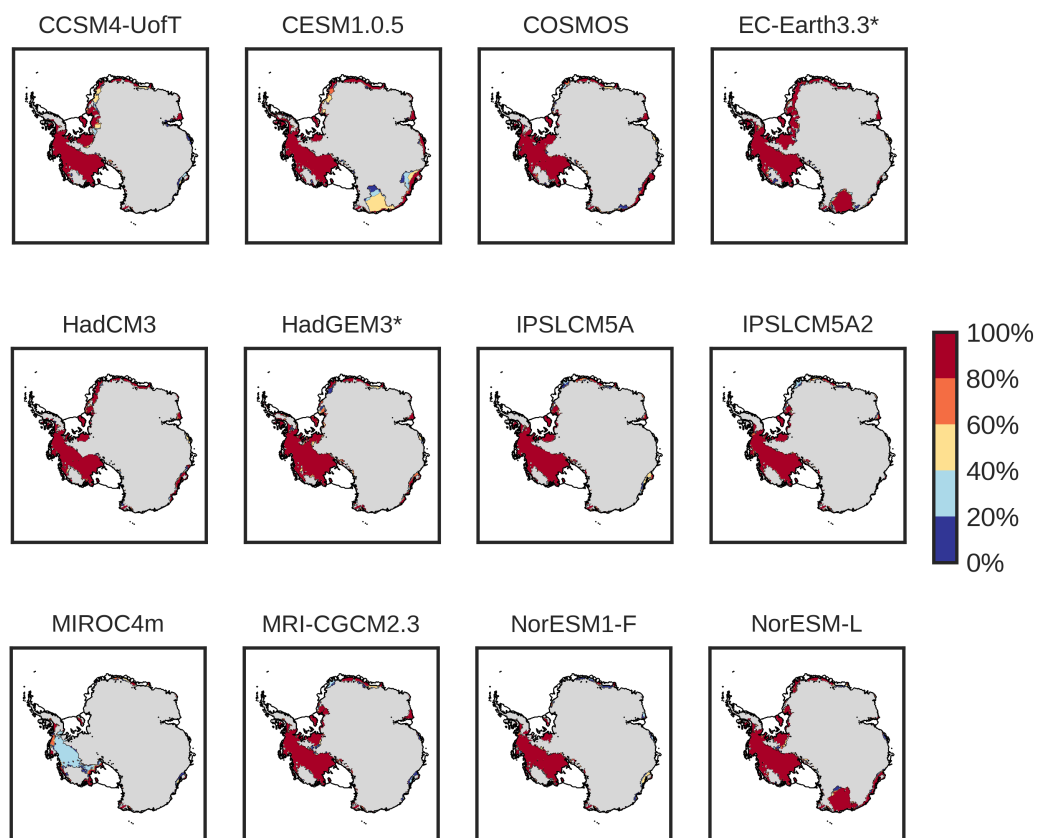 CCSM4-UofT
CESM1.0.5
COSMOS
EC-Earth3.3*
HadCM3
HadGEM3*
IPSLCM5A
IPSLCM5A2
100%
80%
60%
40%
20%
0%
MIROC4m
MRI-CGCM2.3
NorESM1-F
NorESM-L